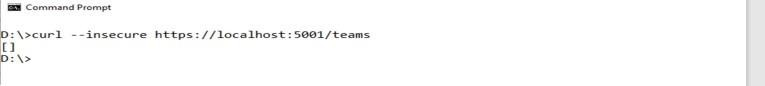 Command Prompt
D:\>curl --insecure https://localhost:5001/teams
[]
D:\>